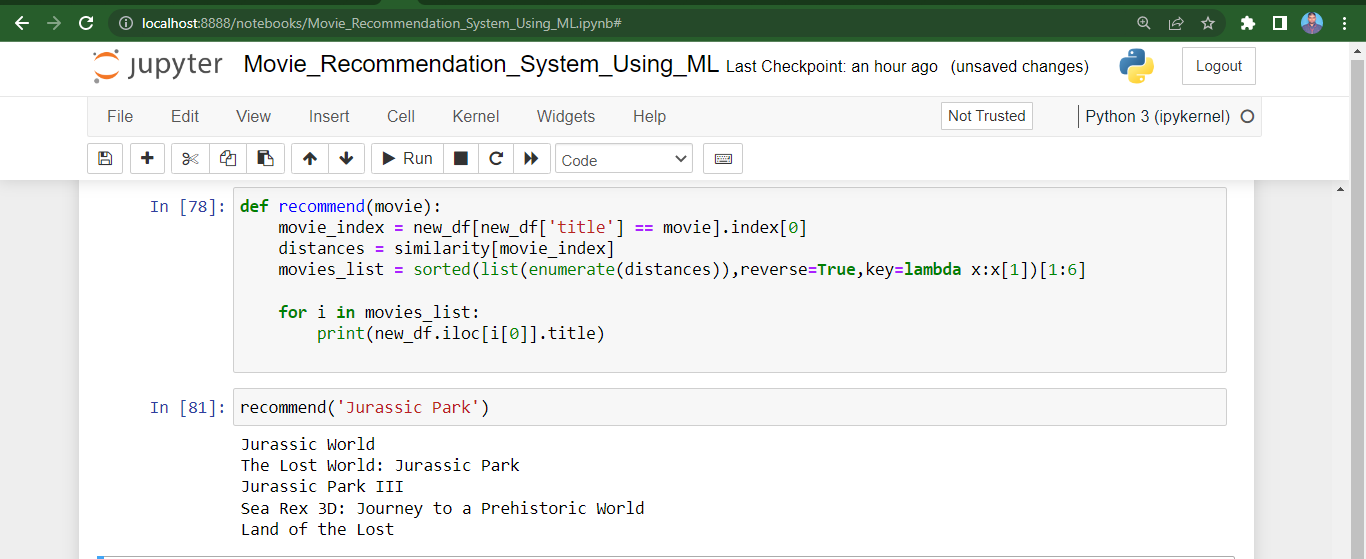 localhost:8888/notebooks/Movie_Recommendation_System_Using_ML.ipynb#
jupyter Movie_Recommendation_System_Using_ML Last Checkpoint: an hour ago (unsaved changes) Logout
File Edit View Insert Cell Kernel Widgets Help Not Trusted Python 3 (ipykernel)
Run Code
In [78]: def recommend(movie):
    movie_index = new_df[new_df['title'] == movie].index[0]
    distances = similarity[movie_index]
    movies_list = sorted(list(enumerate(distances)),reverse=True,key=lambda x:x[1])[1:6]
    for i in movies_list:
        print(new_df.iloc[i[0]].title)
In [81]: recommend('Jurassic Park')
Jurassic World
The Lost World: Jurassic Park
Jurassic Park III
Sea Rex 3D: Journey to a Prehistoric World
Land of the Lost